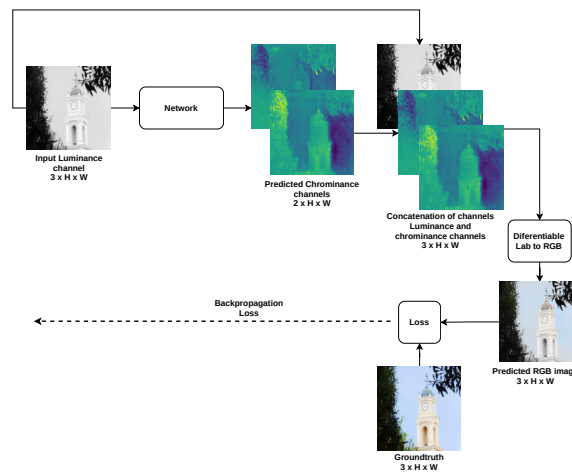 Network
Input Luminance
channel
3 x H x W
Predicted Chrominance
channels
2 x H x W
Concatenation of channels
Luminance and
chrominance channels
3 x H x W
Diferentiable
Lab to RGB
Backpropagation
Loss
Loss
Predicted RGB imag
3 x H x W
Groundtruth
3 x H x W